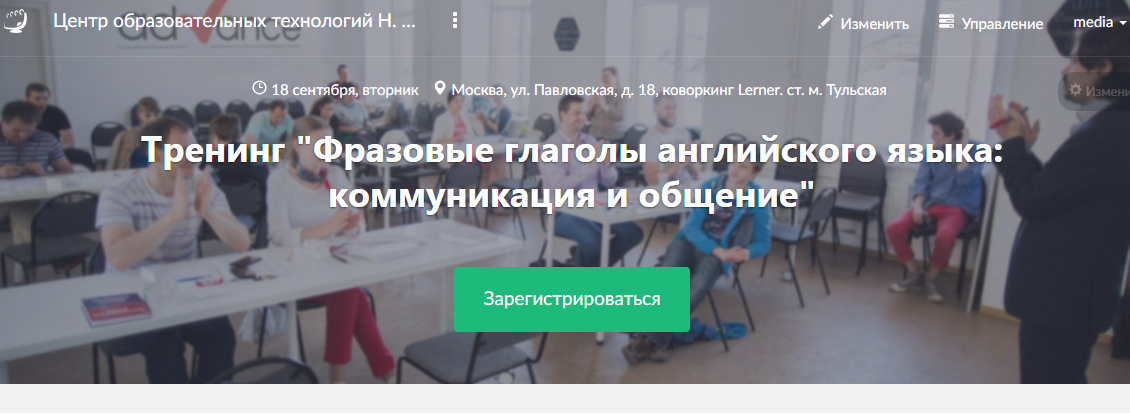 Центр образовательных технологий Н. ...
Изменить
Управление
media
advance
18 сентября, вторник
Москва, ул. Павловская, д. 18, коворкинг Lerner. ст. м. Тульская
Измени
Тренинг "Фразовые глаголы английского языка:
коммуникация и общение"
Зарегистрироваться